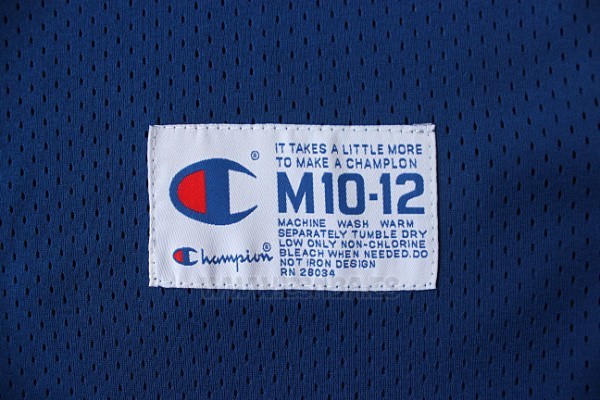 IT TAKES A LITTLE MORE
TO MAKE A CHAMPLON
M10-12
MACHINE WASH WARM
SEPARATELY TUMBLE DRY
LOW ONLY NON-CHLORINE
BLEACH WHEN NEEDED.DO
NOT IRON DESIGN
RN 26034
®
Champion®